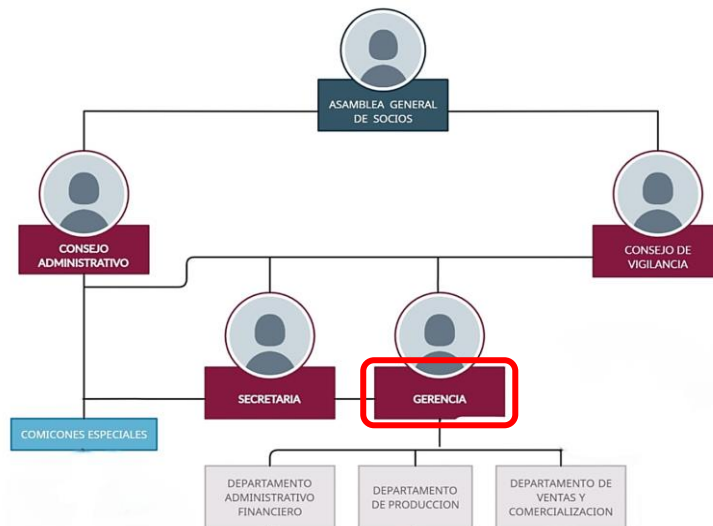 ASAMBLEA GENERAL
DE SOCIOS
CONSEJO
ADMINISTRATIVO
CONSEJO DE
VIGILANCIA
SECRETARIA
GERENCIA
COMICONES ESPECIALES
DEPARTAMENTO
ADMINISTRATIVO
FINANCIERO
DEPARTAMENTO
DE PRODUCCION
DEPARTAMENTO DE
VENTAS Y
COMERCIALIZACION